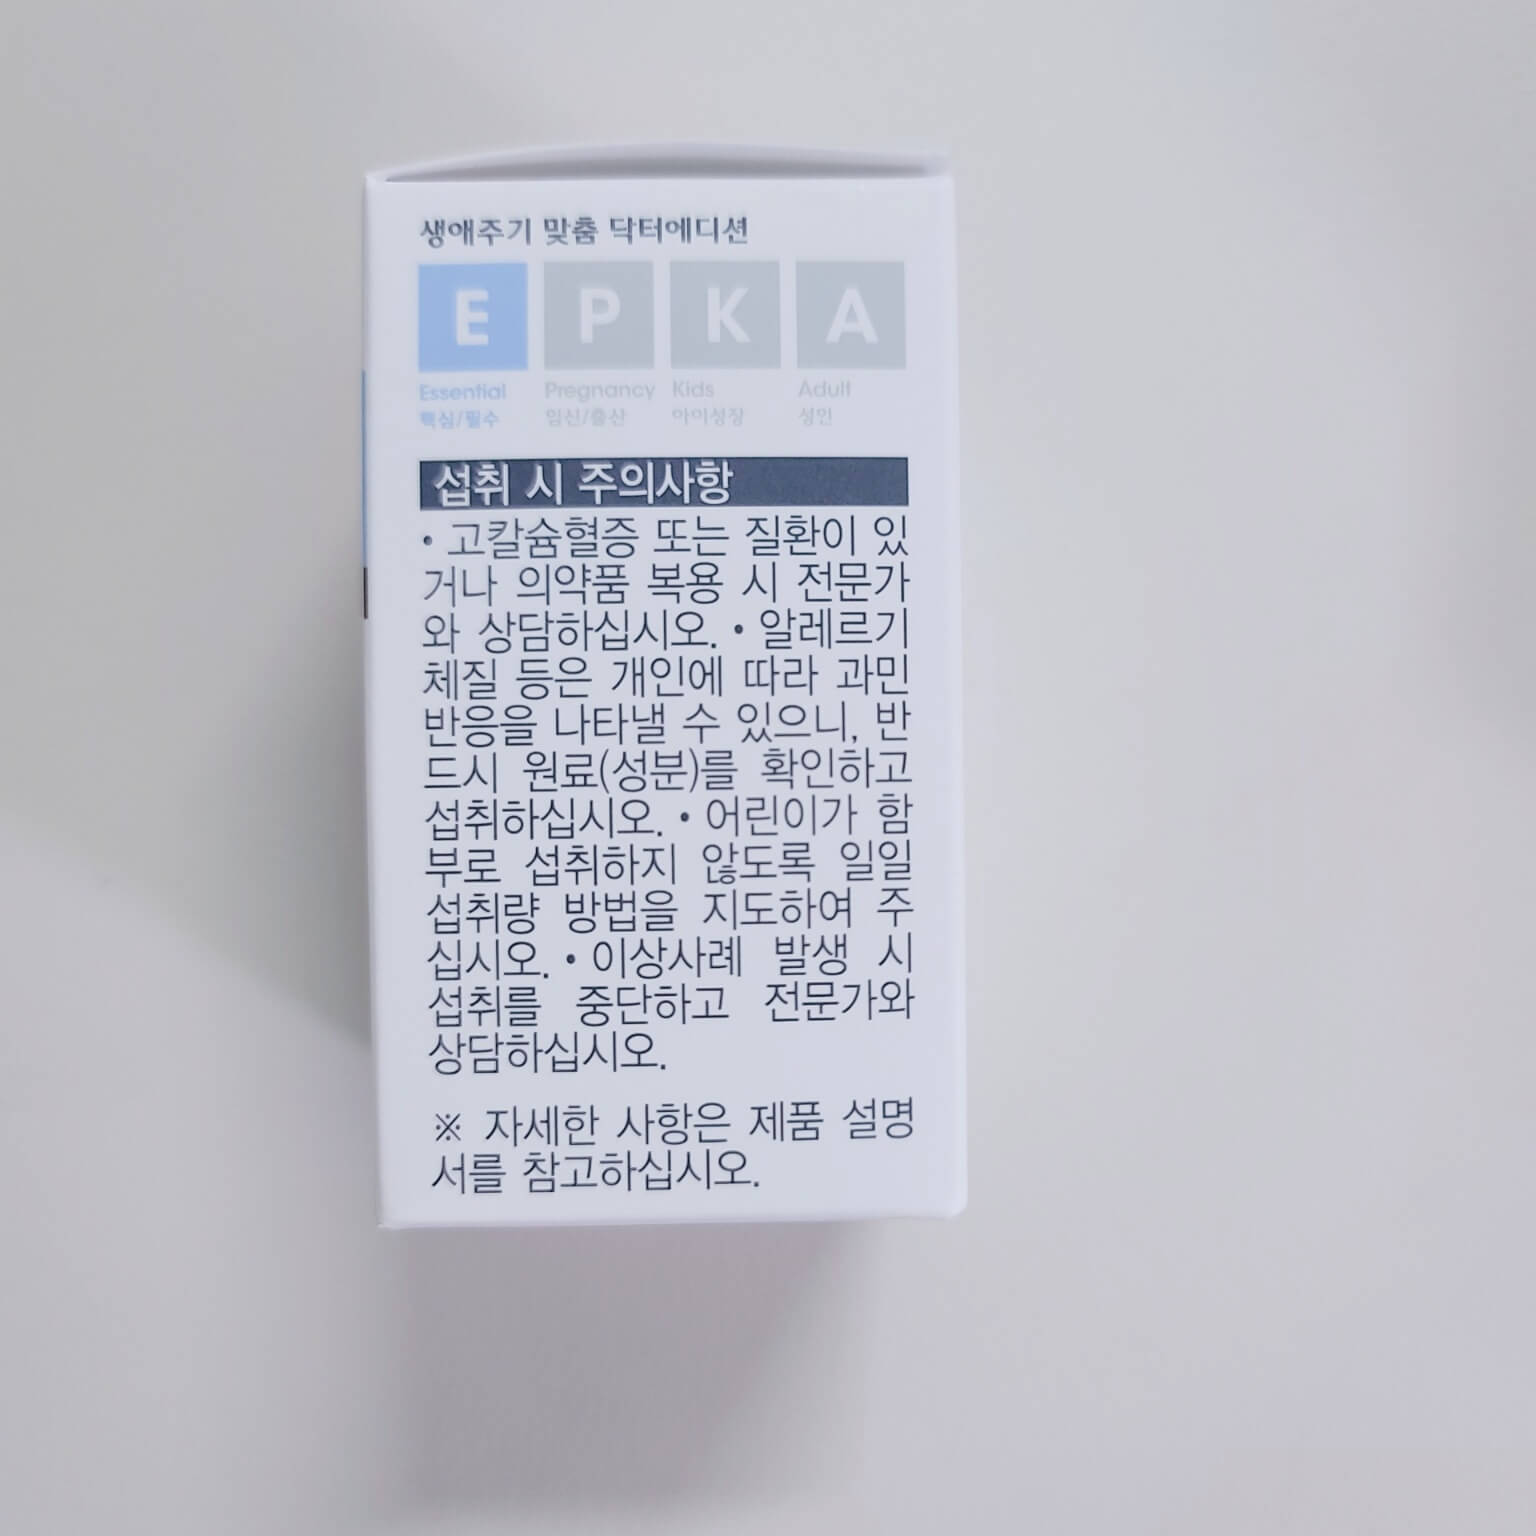 생애주기 맞춤 닥터에디션
E P K A
Essential Pregnancy Kids Adult
핵심/필수 임신/출산 아이성장 성인
섭취 시 주의사항
• 고칼슘혈증 또는 질환이 있
거나 의약품 복용 시 전문가
와 상담하십시오. • 알레르기
체질 등은 개인에 따라 과민
반응을 나타낼 수 있으니, 반
드시 원료(성분)를 확인하고
섭취하십시오. • 어린이가 함
부로 섭취하지 않도록 일일
섭취량 방법을 지도하여 주
십시오. • 이상사례 발생 시
섭취를 중단하고 전문가와
상담하십시오.
※ 자세한 사항은 제품 설명
서를 참고하십시오.